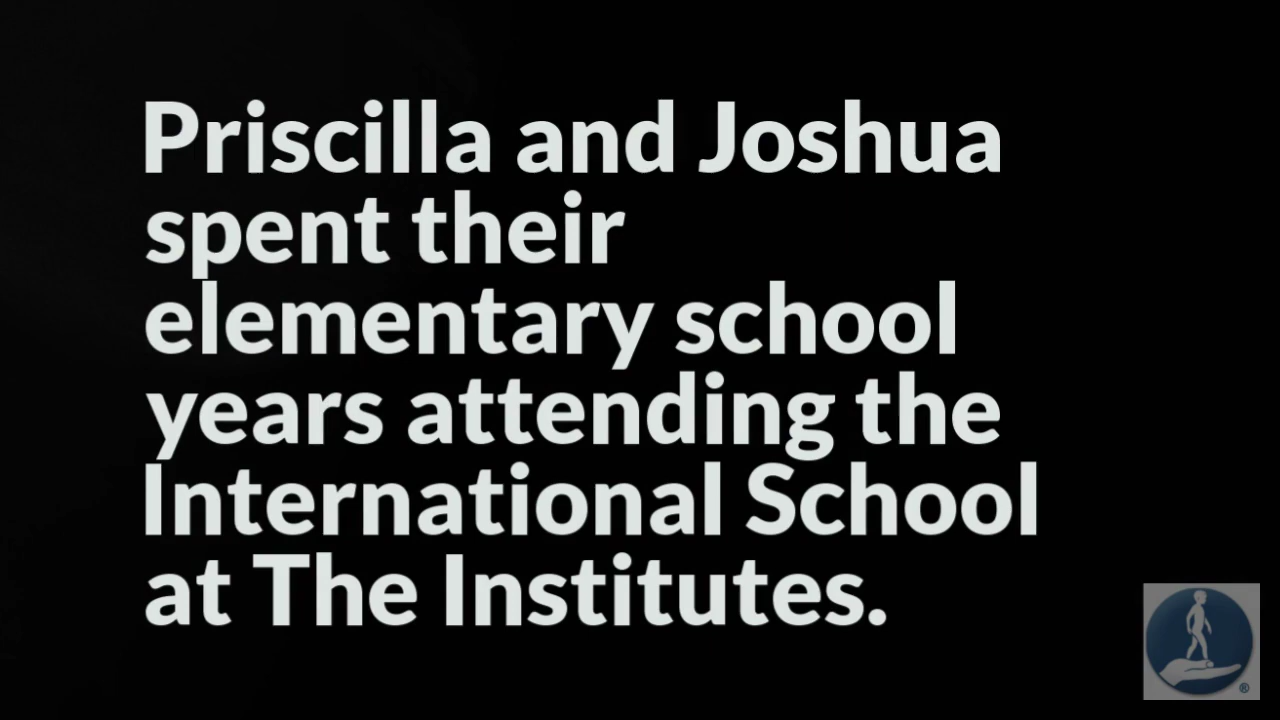 Priscilla and Joshua
spent their
elementary school
years attending the
International School
at The Institutes.
®